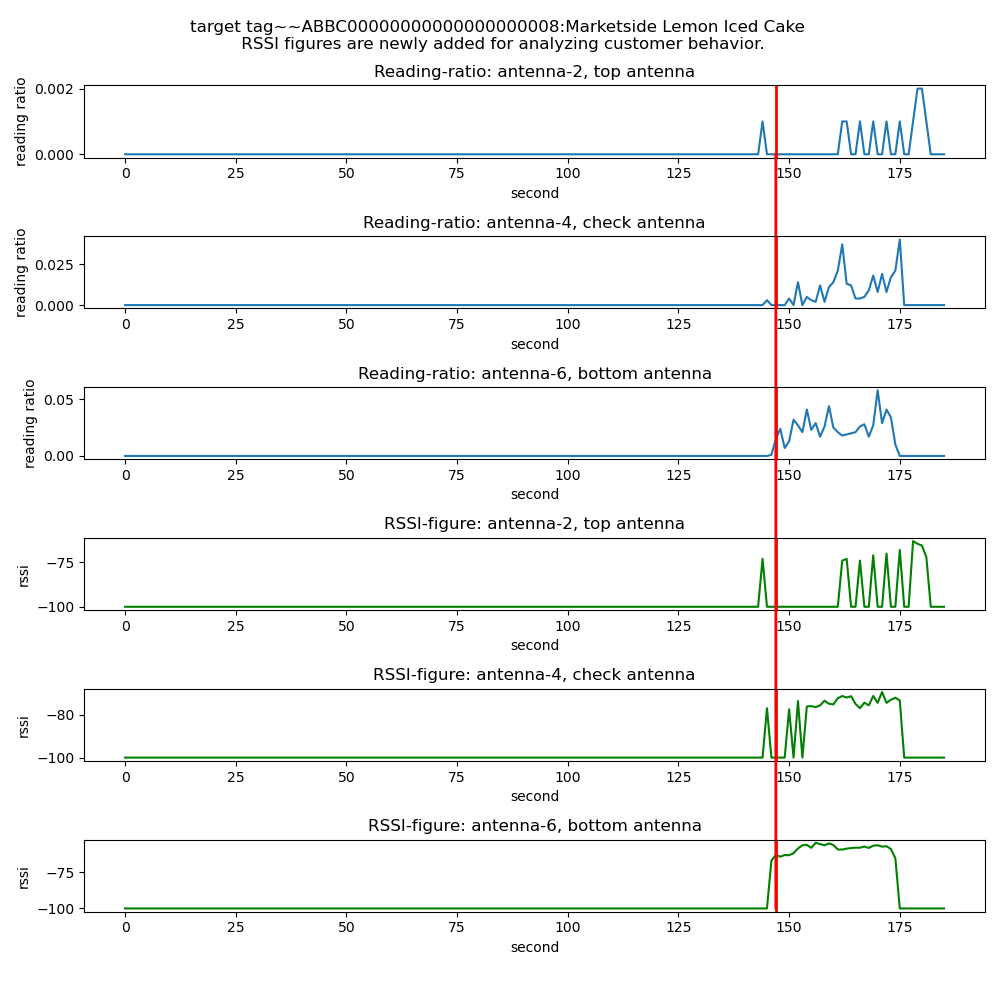 target tag~~ABBC00000000000000000008:Marketside Lemon Iced Cake
RSSI figures are newly added for analyzing customer behavior.
Reading-ratio: antenna-2, top antenna
reading ratio
0.002
0.000
0 25 50 75 100 125 150 175
second
Reading-ratio: antenna-4, check antenna
reading ratio
0.025
0.000
0 25 50 75 100 125 150 175
second
Reading-ratio: antenna-6, bottom antenna
reading ratio
0.05
0.00
0 25 50 75 100 125 150 175
second
RSSI-figure: antenna-2, top antenna
rssi
−75
−100
0 25 50 75 100 125 150 175
second
RSSI-figure: antenna-4, check antenna
rssi
−80
−100
0 25 50 75 100 125 150 175
second
RSSI-figure: antenna-6, bottom antenna
rssi
−75
−100
0 25 50 75 100 125 150 175
second